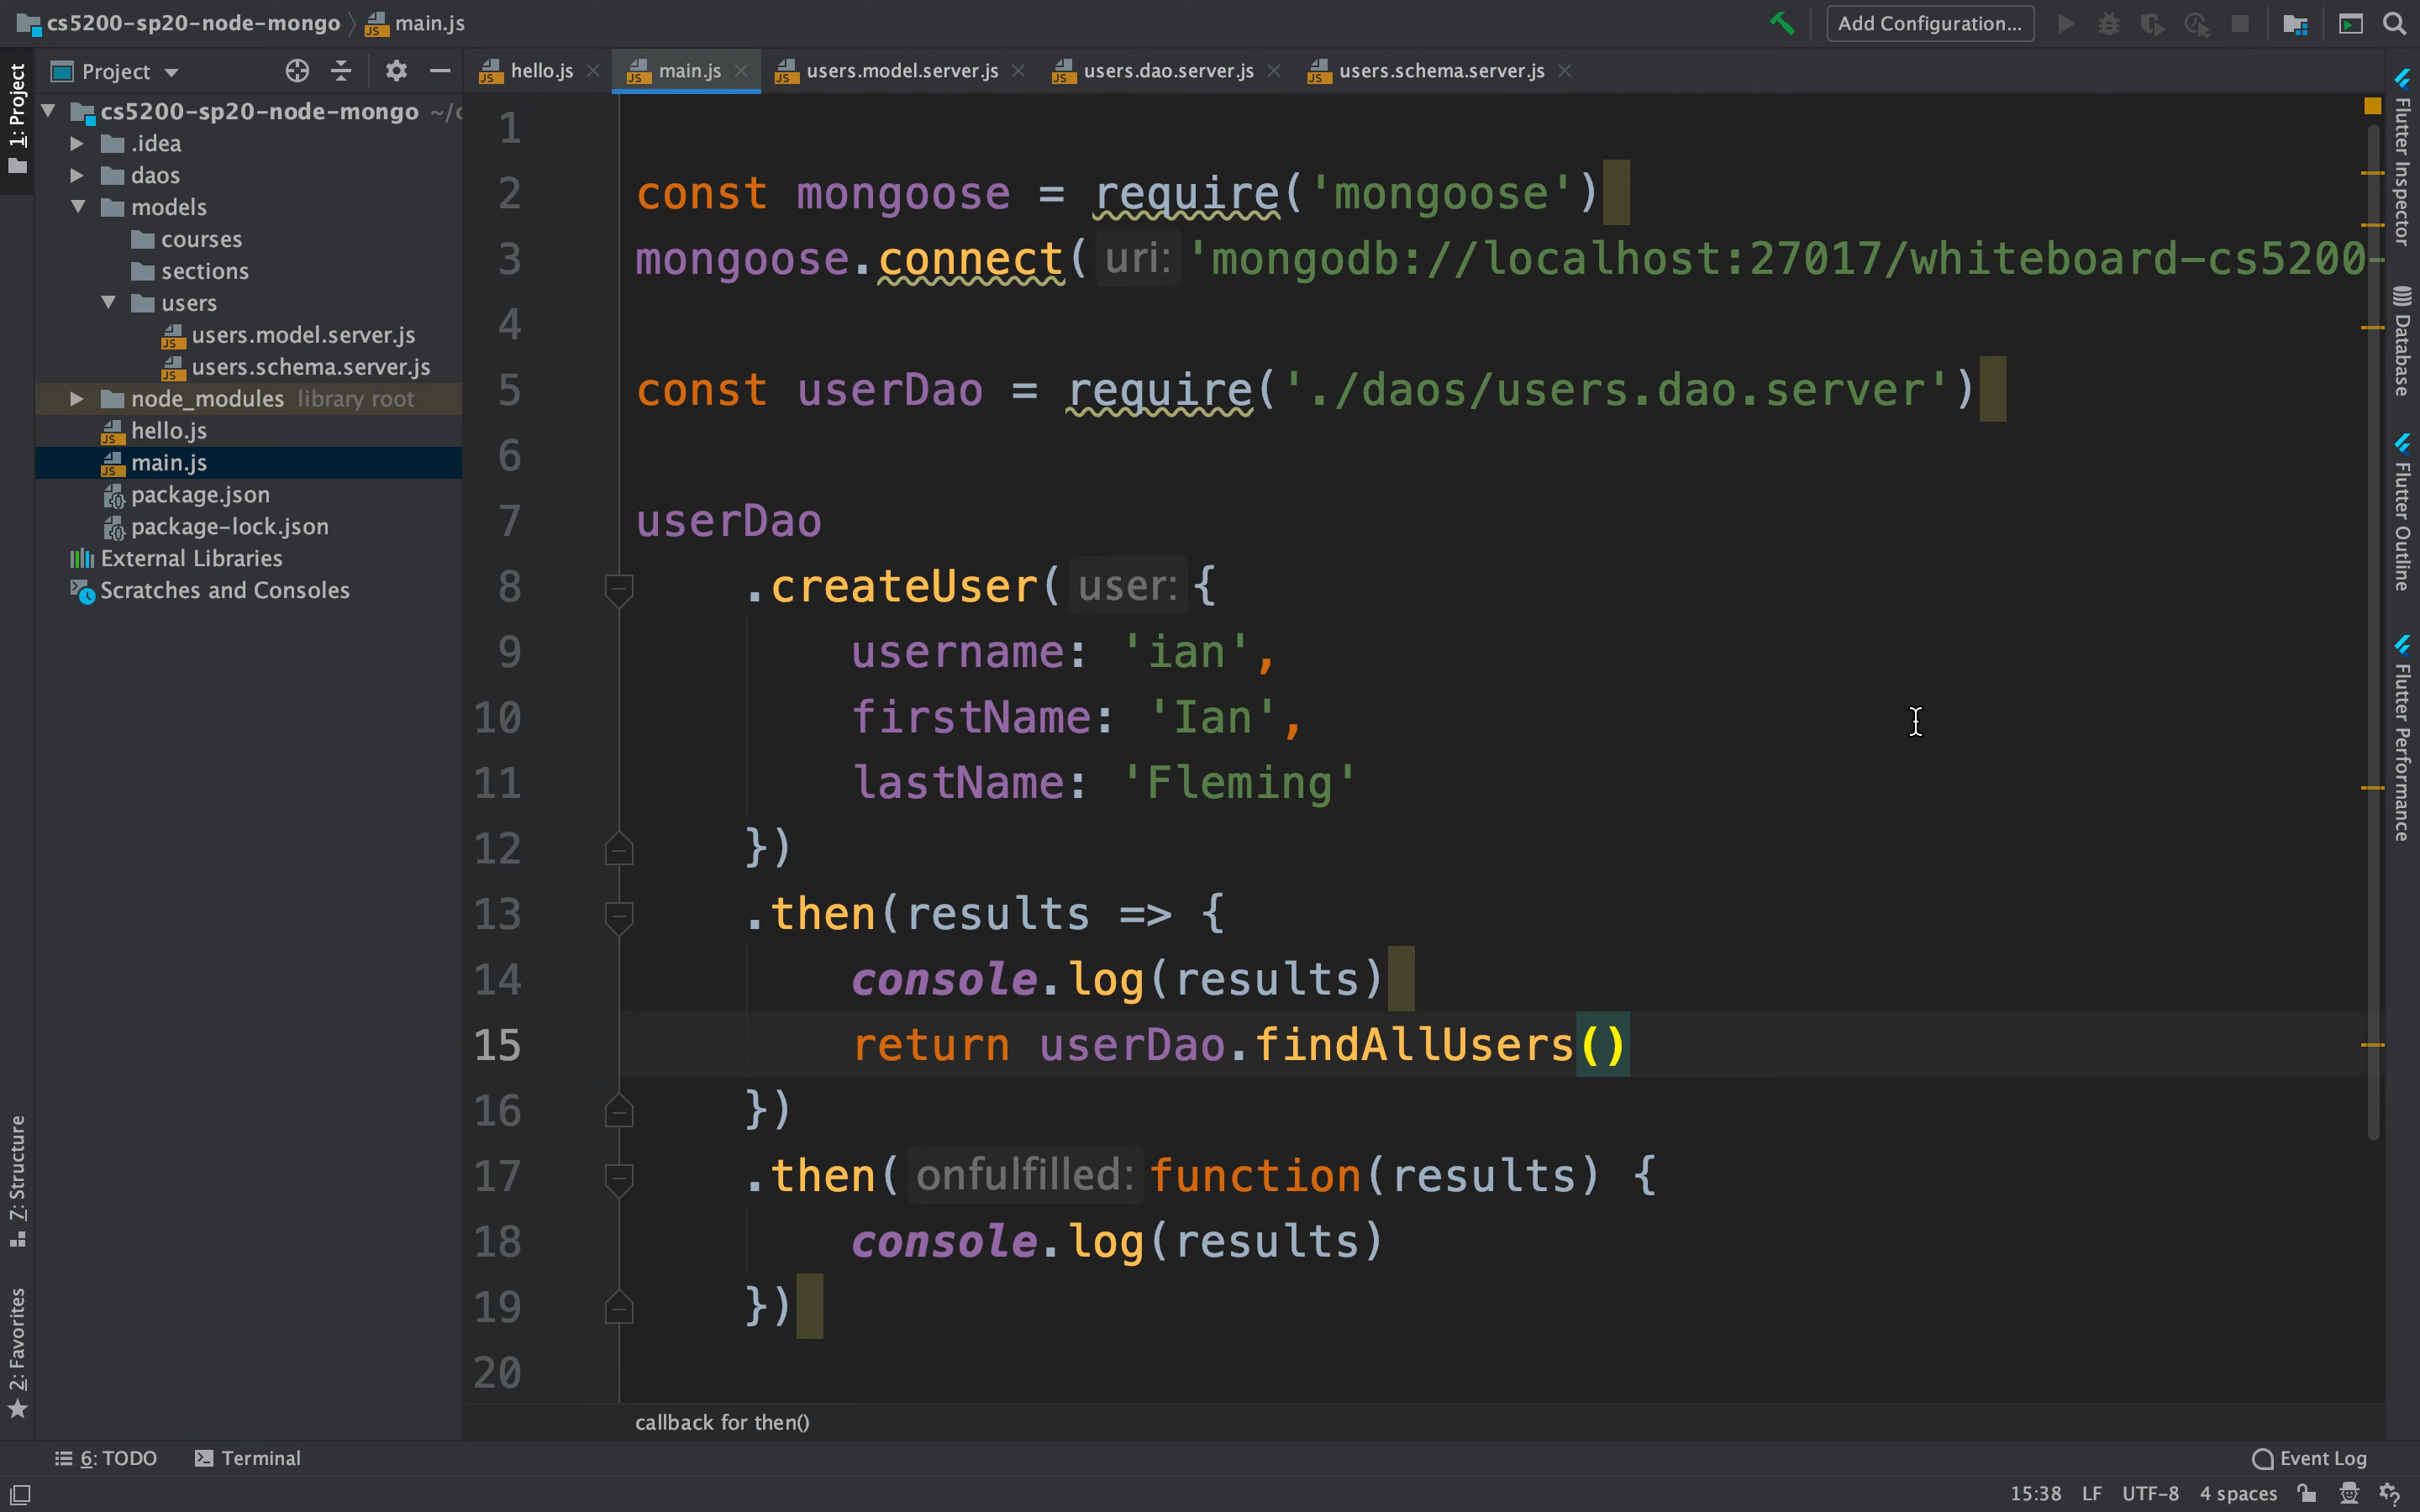 cs5200-sp20-node-mongo main.js
Add Configuration...
Project
hello.js
main.js
users.model.server.js
users.dao.server.js
users.schema.server.js
1: Project
7: Structure
2: Favorites
cs5200-sp20-node-mongo ~/c
.idea
daos
models
courses
sections
users
users.model.server.js
users.schema.server.js
node_modules library root
hello.js
main.js
package.json
package-lock.json
External Libraries
Scratches and Consoles
1
2 const mongoose = require('mongoose')
3 mongoose.connect( uri: 'mongodb://localhost:27017/whiteboard-cs5200-
4
5 const userDao = require('./daos/users.dao.server')
6
7 userDao
8 .createUser( user: {
9 username: 'ian',
10 firstName: 'Ian',
11 lastName: 'Fleming'
12 })
13 .then(results => {
14 console.log(results)
15 return userDao.findAllUsers()
16 })
17 .then( onfulfilled: function(results) {
18 console.log(results)
19 })
20
callback for then()
Flutter Inspector
Database
Flutter Outline
Flutter Performance
6: TODO
Terminal
Event Log
15:38 LF UTF-8 4 spaces